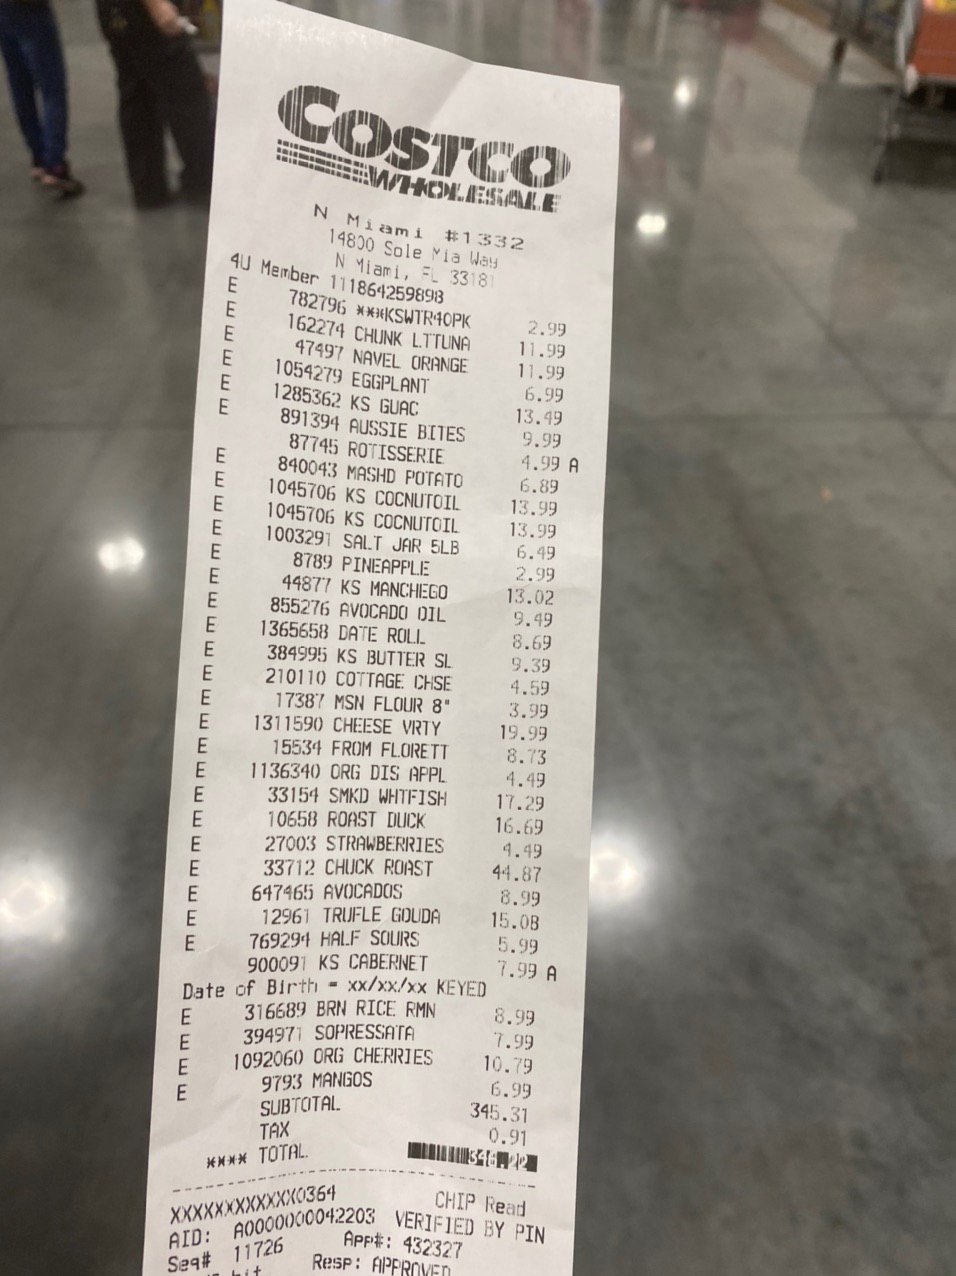 COSTCO
WHOLESALE
N Miami #1332
14800 Sole Mia Way
N Miami, FL 33181
4U Member 111864259898
E 782796 ***KSWTR40PK 2.99
E 162274 CHUNK L.TTUNA 11.99
E 47497 NAVEL ORANGE 11.99
E 1054279 EGGPLANT 6.99
E 1285362 KS GUAC 13.49
E 891394 AUSSIE BITES 9.99
87745 ROTISSERIE 4.99 A
E 840043 MASHD POTATO 6.89
E 1045706 KS COCNUTOIL 13.99
E 1045706 KS COCNUTOIL 13.99
E 1003291 SALT JAR 5LB 6.49
E 8789 PINEAPPLE 2.99
E 44877 KS MANCHEGO 13.02
E 855276 AVOCADO OIL 9.49
E 1365658 DATE ROLL 8.69
E 384995 KS BUTTER SL 9.39
E 210110 COTTAGE CHSE 4.59
E 17387 MSN FLOUR 8" 3.99
E 1311590 CHEESE VRTY 19.99
E 15534 FROM FLORETT 8.73
E 1136340 ORG DIS APPL 4.49
E 33154 SMKD WHTFISH 17.29
E 10658 ROAST DUCK 16.69
E 27003 STRAWBERRIES 4.49
E 33712 CHUCK ROAST 44.87
E 647465 AVOCADOS 8.99
E 12961 TRUFLE GOUDA 15.08
E 769294 HALF SOURS 5.99
900091 KS CABERNET 7.99 A
Date of Birth = xx/xx/xx KEYED
E 316689 BRN RICE RMN 8.99
E 394971 SOPRESSATA 7.99
E 1092060 ORG CHERRIES 10.79
E 9793 MANGOS 6.99
SUBTOTAL 345.31
TAX 0.91
**** TOTAL 346.22
XXXXXXXXXXXX0364 CHIP Read
AID: A0000000042203 VERIFIED BY PIN
Seq# 11726 App#: 432327
Resp: APPROVED